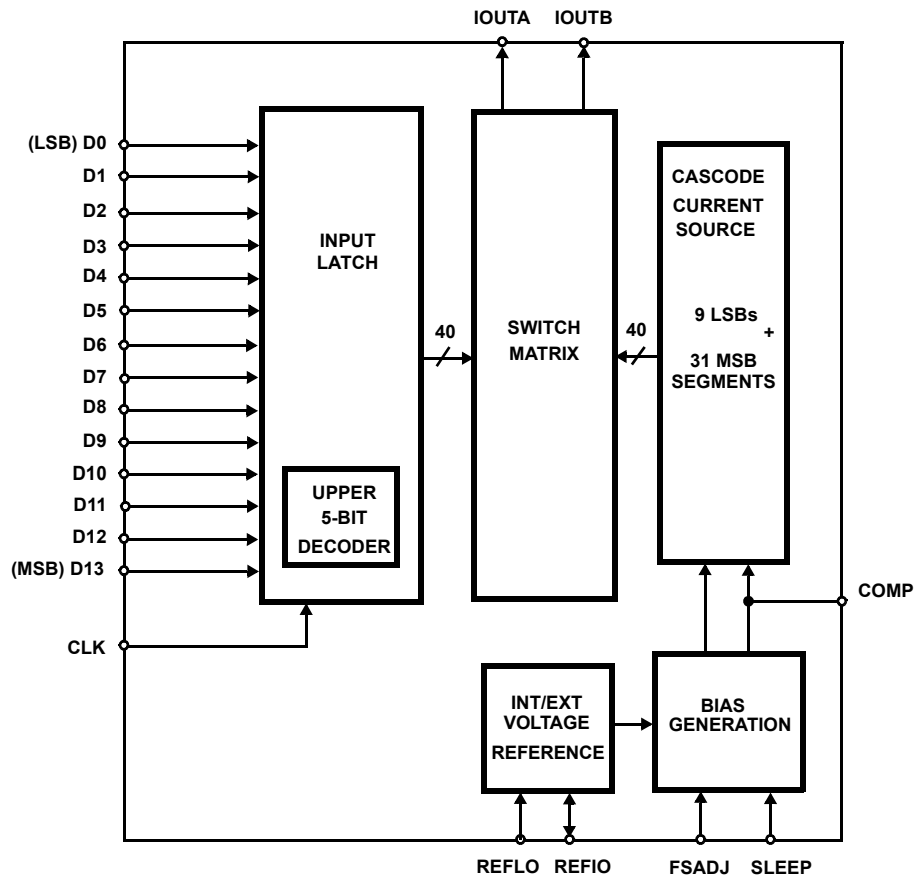 IOUTA IOUTB
(LSB) D0
D1
D2
D3
D4
D5
D6
D7
D8
D9
D10
D11
D12
(MSB) D13
CLK
INPUT
LATCH
UPPER
5-BIT
DECODER
40
SWITCH
MATRIX
40
CASCODE
CURRENT
SOURCE
9 LSBs
+
31 MSB
SEGMENTS
COMP
INT/EXT
VOLTAGE
REFERENCE
BIAS
GENERATION
REFLO REFIO FSADJ SLEEP